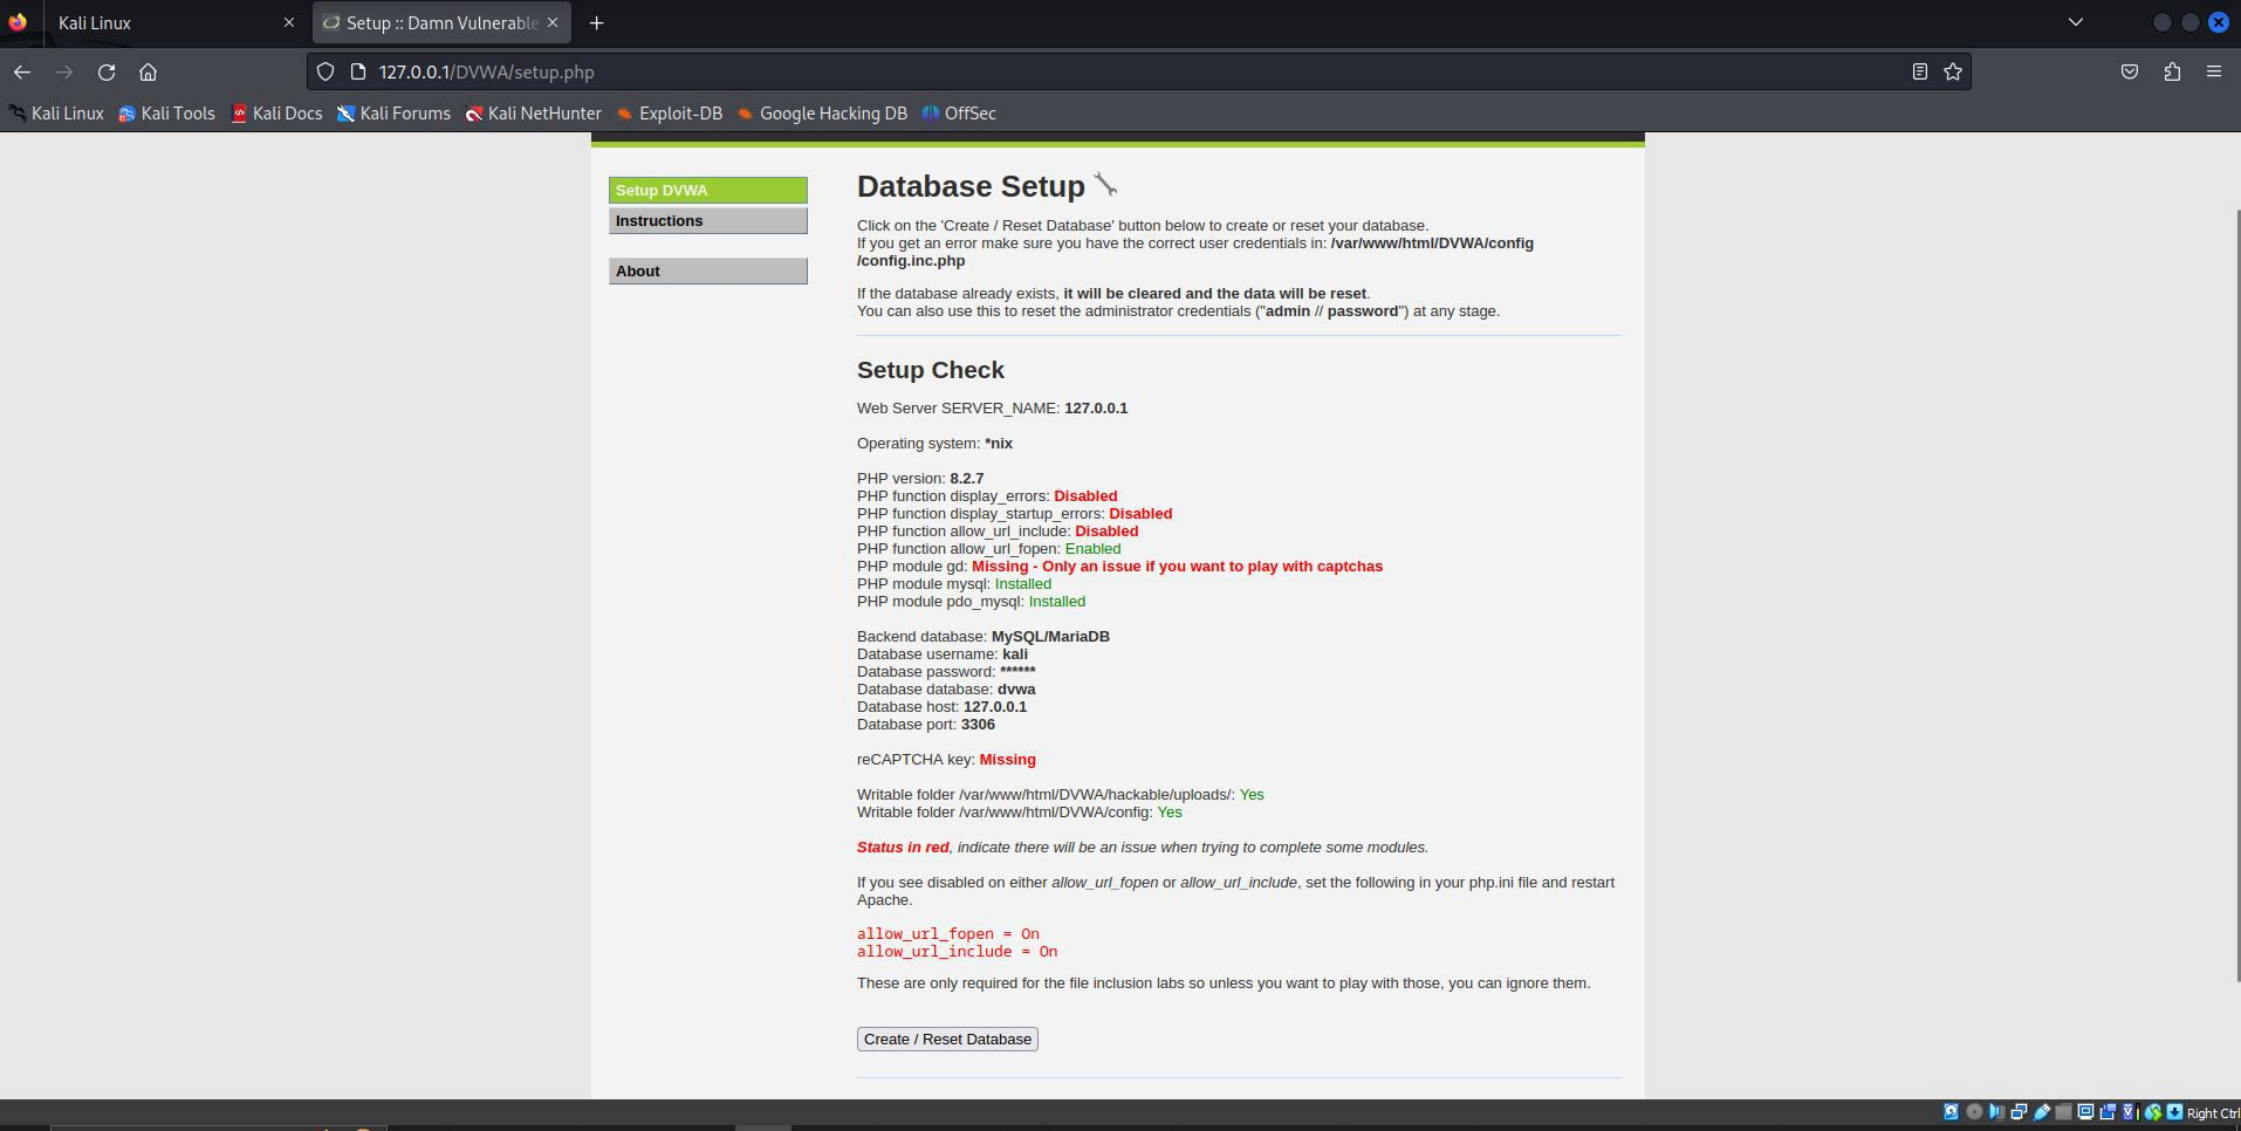 Kali Linux
Setup :: Damn Vulnerable
127.0.0.1/DVWA/setup.php
Kali Linux Kali Tools Kali Docs Kali Forums Kali NetHunter Exploit-DB Google Hacking DB OffSec
Setup DVWA
Instructions
About
Database Setup
Click on the 'Create / Reset Database' button below to create or reset your database.
If you get an error make sure you have the correct user credentials in: /var/www/html/DVWA/config
/config.inc.php
If the database already exists, it will be cleared and the data will be reset.
You can also use this to reset the administrator credentials ("admin // password") at any stage.
Setup Check
Web Server SERVER_NAME: 127.0.0.1
Operating system: *nix
PHP version: 8.2.7
PHP function display_errors: Disabled
PHP function display_startup_errors: Disabled
PHP function allow_url_include: Disabled
PHP function allow_url_fopen: Enabled
PHP module gd: Missing - Only an issue if you want to play with captchas
PHP module mysql: Installed
PHP module pdo_mysql: Installed
Backend database: MySQL/MariaDB
Database username: kali
Database password: ******
Database database: dvwa
Database host: 127.0.0.1
Database port: 3306
reCAPTCHA key: Missing
Writable folder /var/www/html/DVWA/hackable/uploads/: Yes
Writable folder /var/www/html/DVWA/config: Yes
Status in red, indicate there will be an issue when trying to complete some modules.
If you see disabled on either allow_url_fopen or allow_url_include, set the following in your php.ini file and restart
Apache.
allow_url_fopen = On
allow_url_include = On
These are only required for the file inclusion labs so unless you want to play with those, you can ignore them.
Create / Reset Database
Right Ctrl